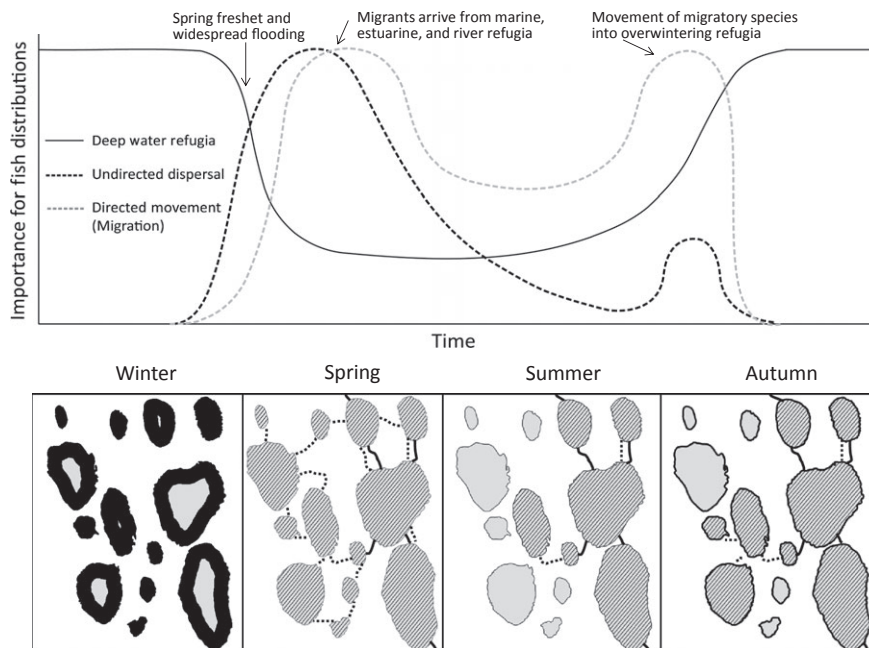 Spring freshet and
widespread flooding
Migrants arrive from marine,
estuarine, and river refugia
Movement of migratory species
into overwintering refugia
Importance for fish distributions
Deep water refugia
Undirected dispersal
Directed movement
(Migration)
Time
Winter
Spring
Summer
Autumn